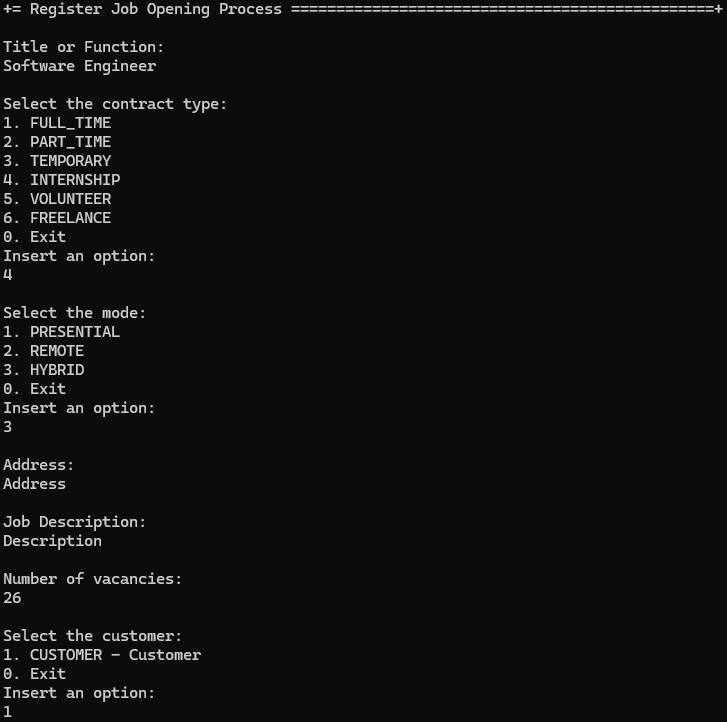 += Register Job Opening Process ===============================================+
Title or Function:
Software Engineer
Select the contract type:
1. FULL_TIME
2. PART_TIME
3. TEMPORARY
4. INTERNSHIP
5. VOLUNTEER
6. FREELANCE
0. Exit
Insert an option:
4
Select the mode:
1. PRESENTIAL
2. REMOTE
3. HYBRID
0. Exit
Insert an option:
3
Address:
Address
Job Description:
Description
Number of vacancies:
26
Select the customer:
1. CUSTOMER - Customer
0. Exit
Insert an option:
1